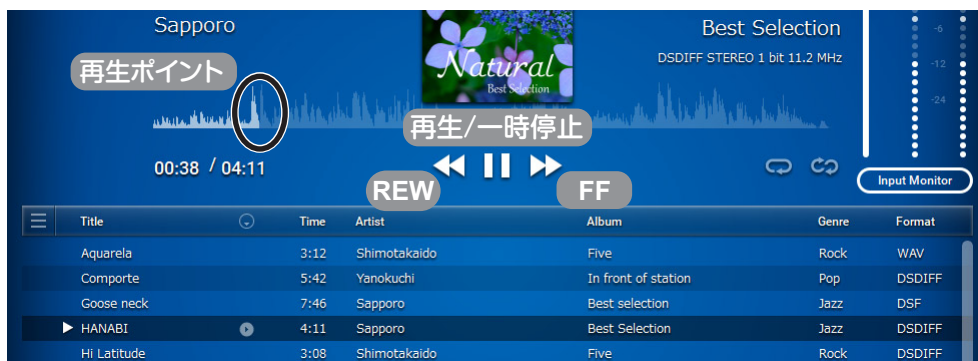 Sapporo
Best Selection
再生ポイント
Natural
Best Selection
DSDIFF STEREO 1 bit 11.2 MHz
-6
-12
-24
再生/一時停止
00:38 / 04:11
REW
FF
Input Monitor
Title Time Artist Album Genre Format
Aquarela 3:12 Shimotakaido Five Rock WAV
Comporte 5:42 Yanokuchi In front of station Pop DSDIFF
Goose neck 7:46 Sapporo Best selection Jazz DSF
HANABI 4:11 Sapporo Best Selection Jazz DSDIFF
Hi Latitude 3:08 Shimotakaido Five Rock DSDIFF